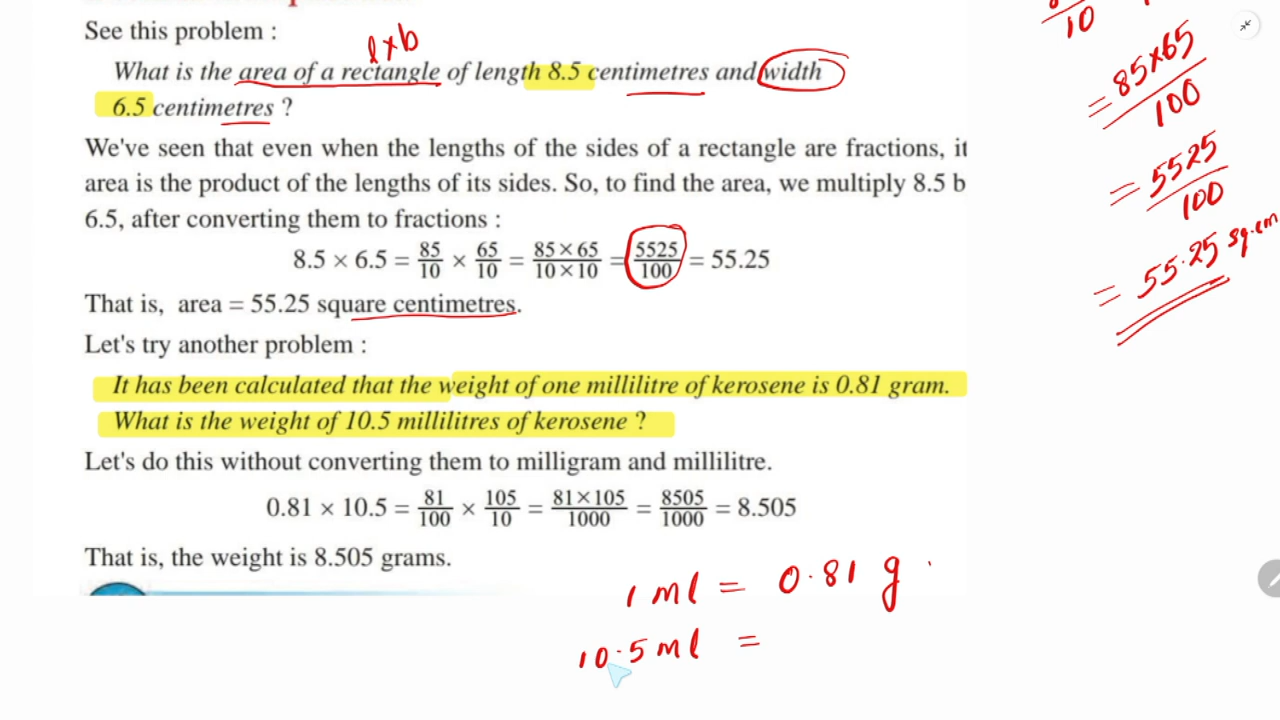 See this problem :
l × b
What is the area of a rectangle of length 8.5 centimetres and width
6.5 centimetres ?
We've seen that even when the lengths of the sides of a rectangle are fractions, it
area is the product of the lengths of its sides. So, to find the area, we multiply 8.5 b
6.5, after converting them to fractions :
8.5 × 6.5 = 85/10 × 65/10 = 85×65/10×10 = 5525/100 = 55.25
That is, area = 55.25 square centimetres.
Let's try another problem :
It has been calculated that the weight of one millilitre of kerosene is 0.81 gram.
What is the weight of 10.5 millilitres of kerosene ?
Let's do this without converting them to milligram and millilitre.
0.81 × 10.5 = 81/100 × 105/10 = 81×105/1000 = 8505/1000 = 8.505
That is, the weight is 8.505 grams.
1 ml = 0.81 g
10.5 ml =
10
= 85×65/100
= 5525/100
= 55.25 sq.cm